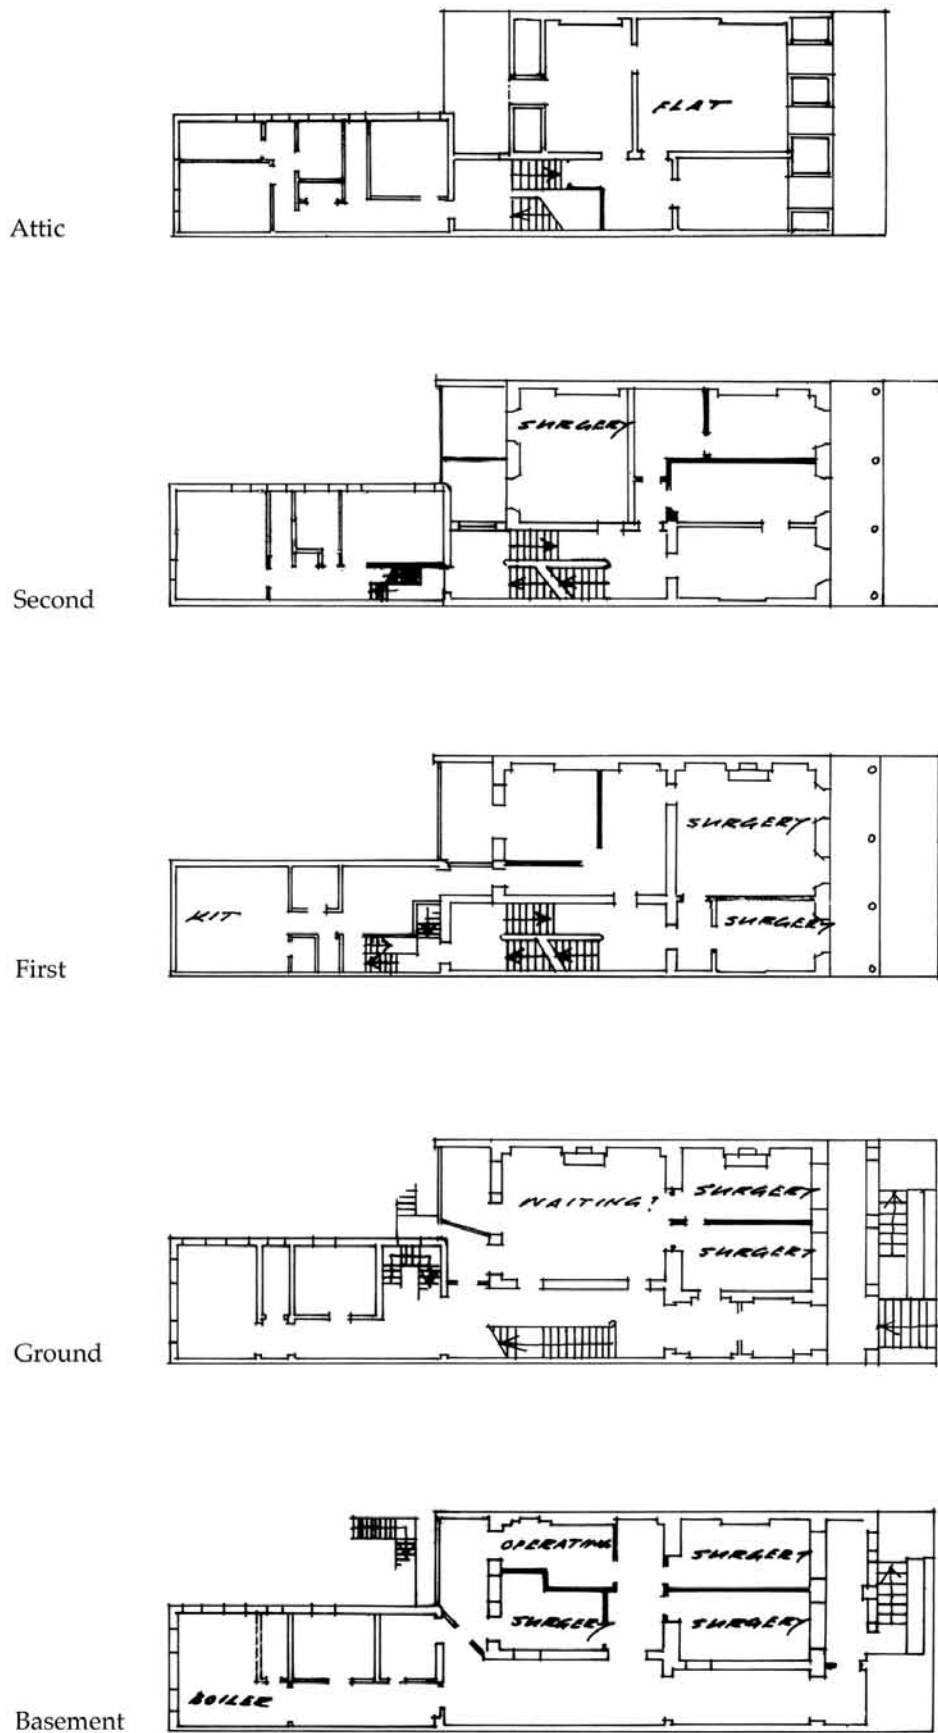 FLAT
Attic
SURGERY
Second
SURGERY
KIT
SURGERY
First
WAITING?
SURGERY
SURGERY
Ground
OPERATING
SURGERY
SURGERY
SURGERY
BOILER
Basement